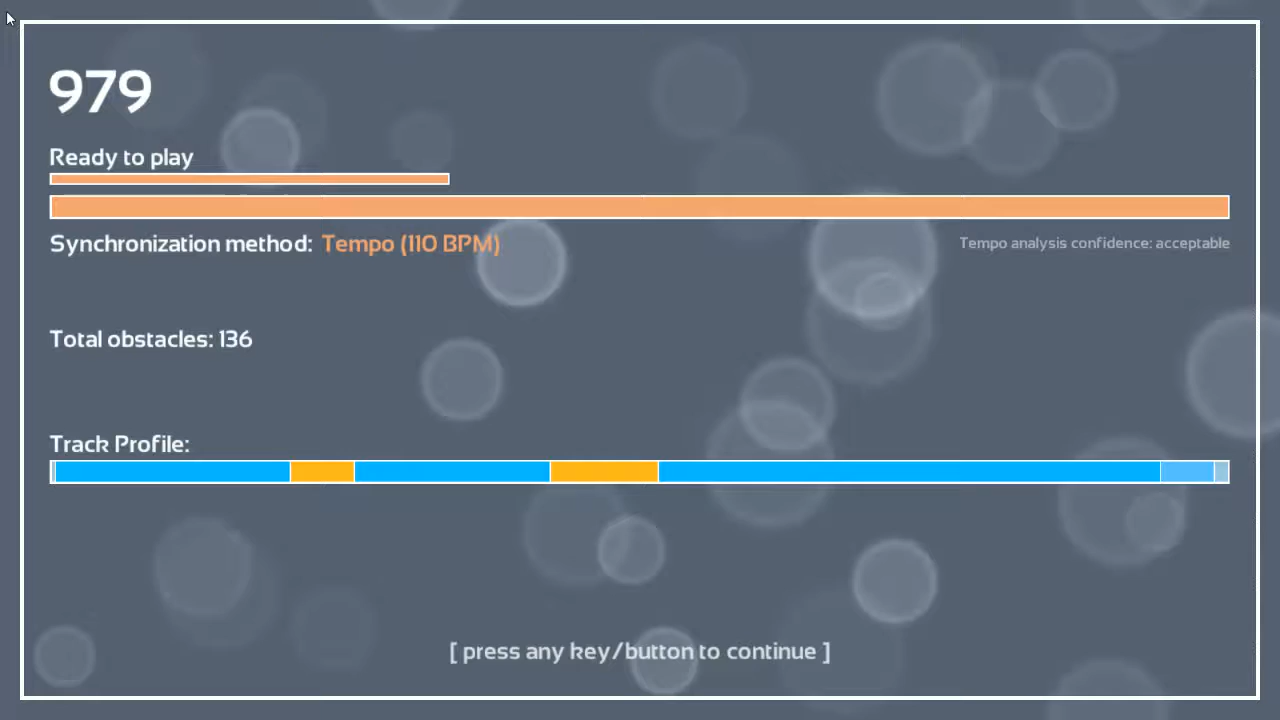 979
Ready to play
Synchronization method: Tempo (110 BPM)
Tempo analysis confidence: acceptable
Total obstacles: 136
Track Profile:
[ press any key/button to continue ]